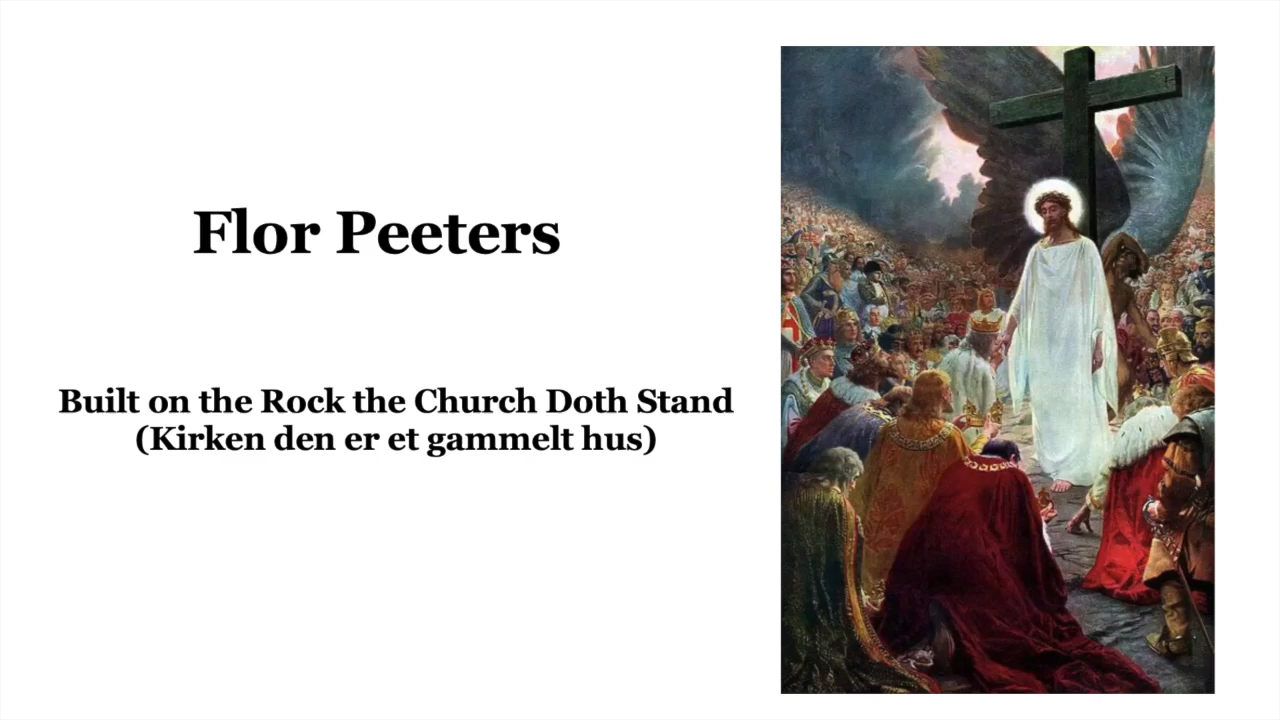 Flor Peeters
Built on the Rock the Church Doth Stand
(Kirken den er et gammelt hus)